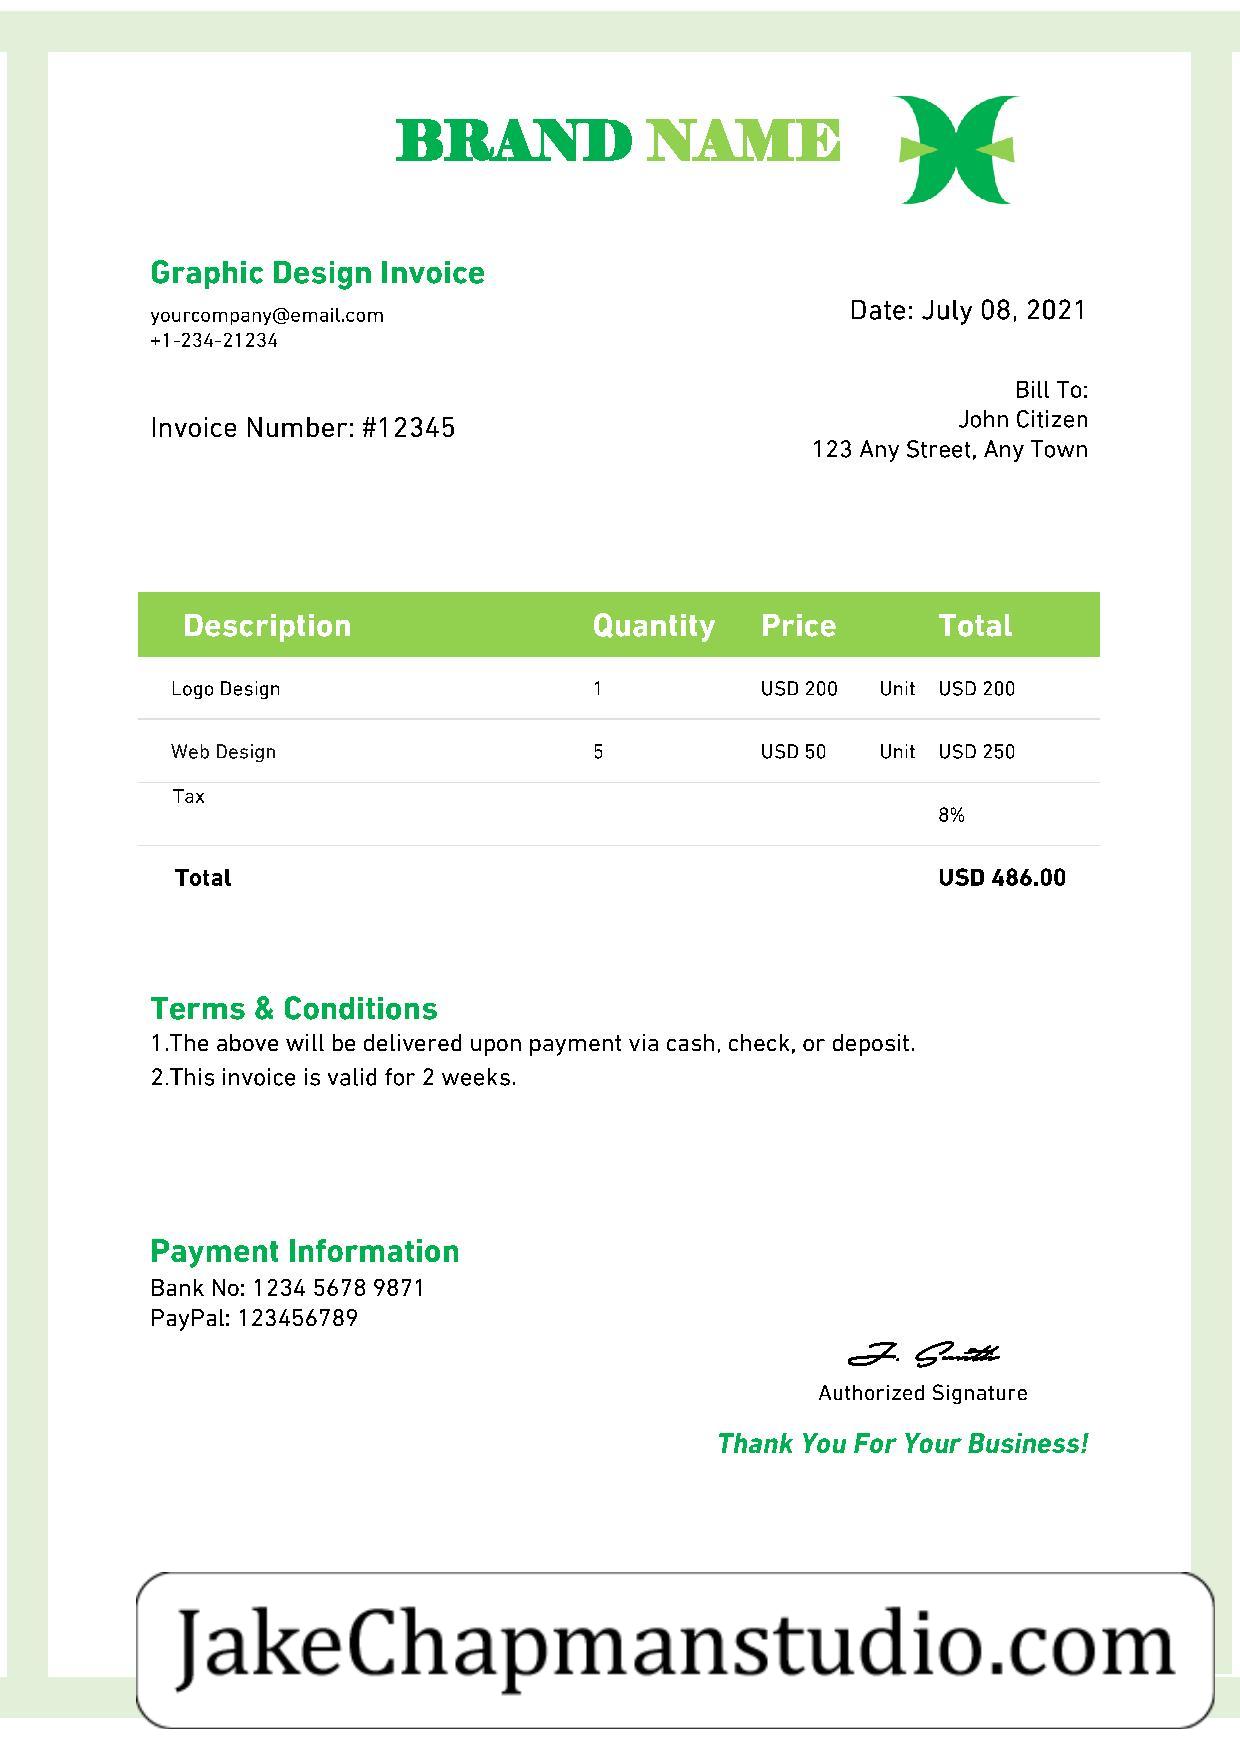 BRAND NAME
Graphic Design Invoice
yourcompany@email.com
+1-234-21234
Date: July 08, 2021
Invoice Number: #12345
Bill To:
John Citizen
123 Any Street, Any Town
Description Quantity Price Total
Logo Design 1 USD 200 Unit USD 200
Web Design 5 USD 50 Unit USD 250
Tax 8%
Total USD 486.00
Terms & Conditions
1.The above will be delivered upon payment via cash, check, or deposit.
2.This invoice is valid for 2 weeks.
Payment Information
Bank No: 1234 5678 9871
PayPal: 123456789
J. Smith
Authorized Signature
Thank You For Your Business!
JakeChapmanstudio.com